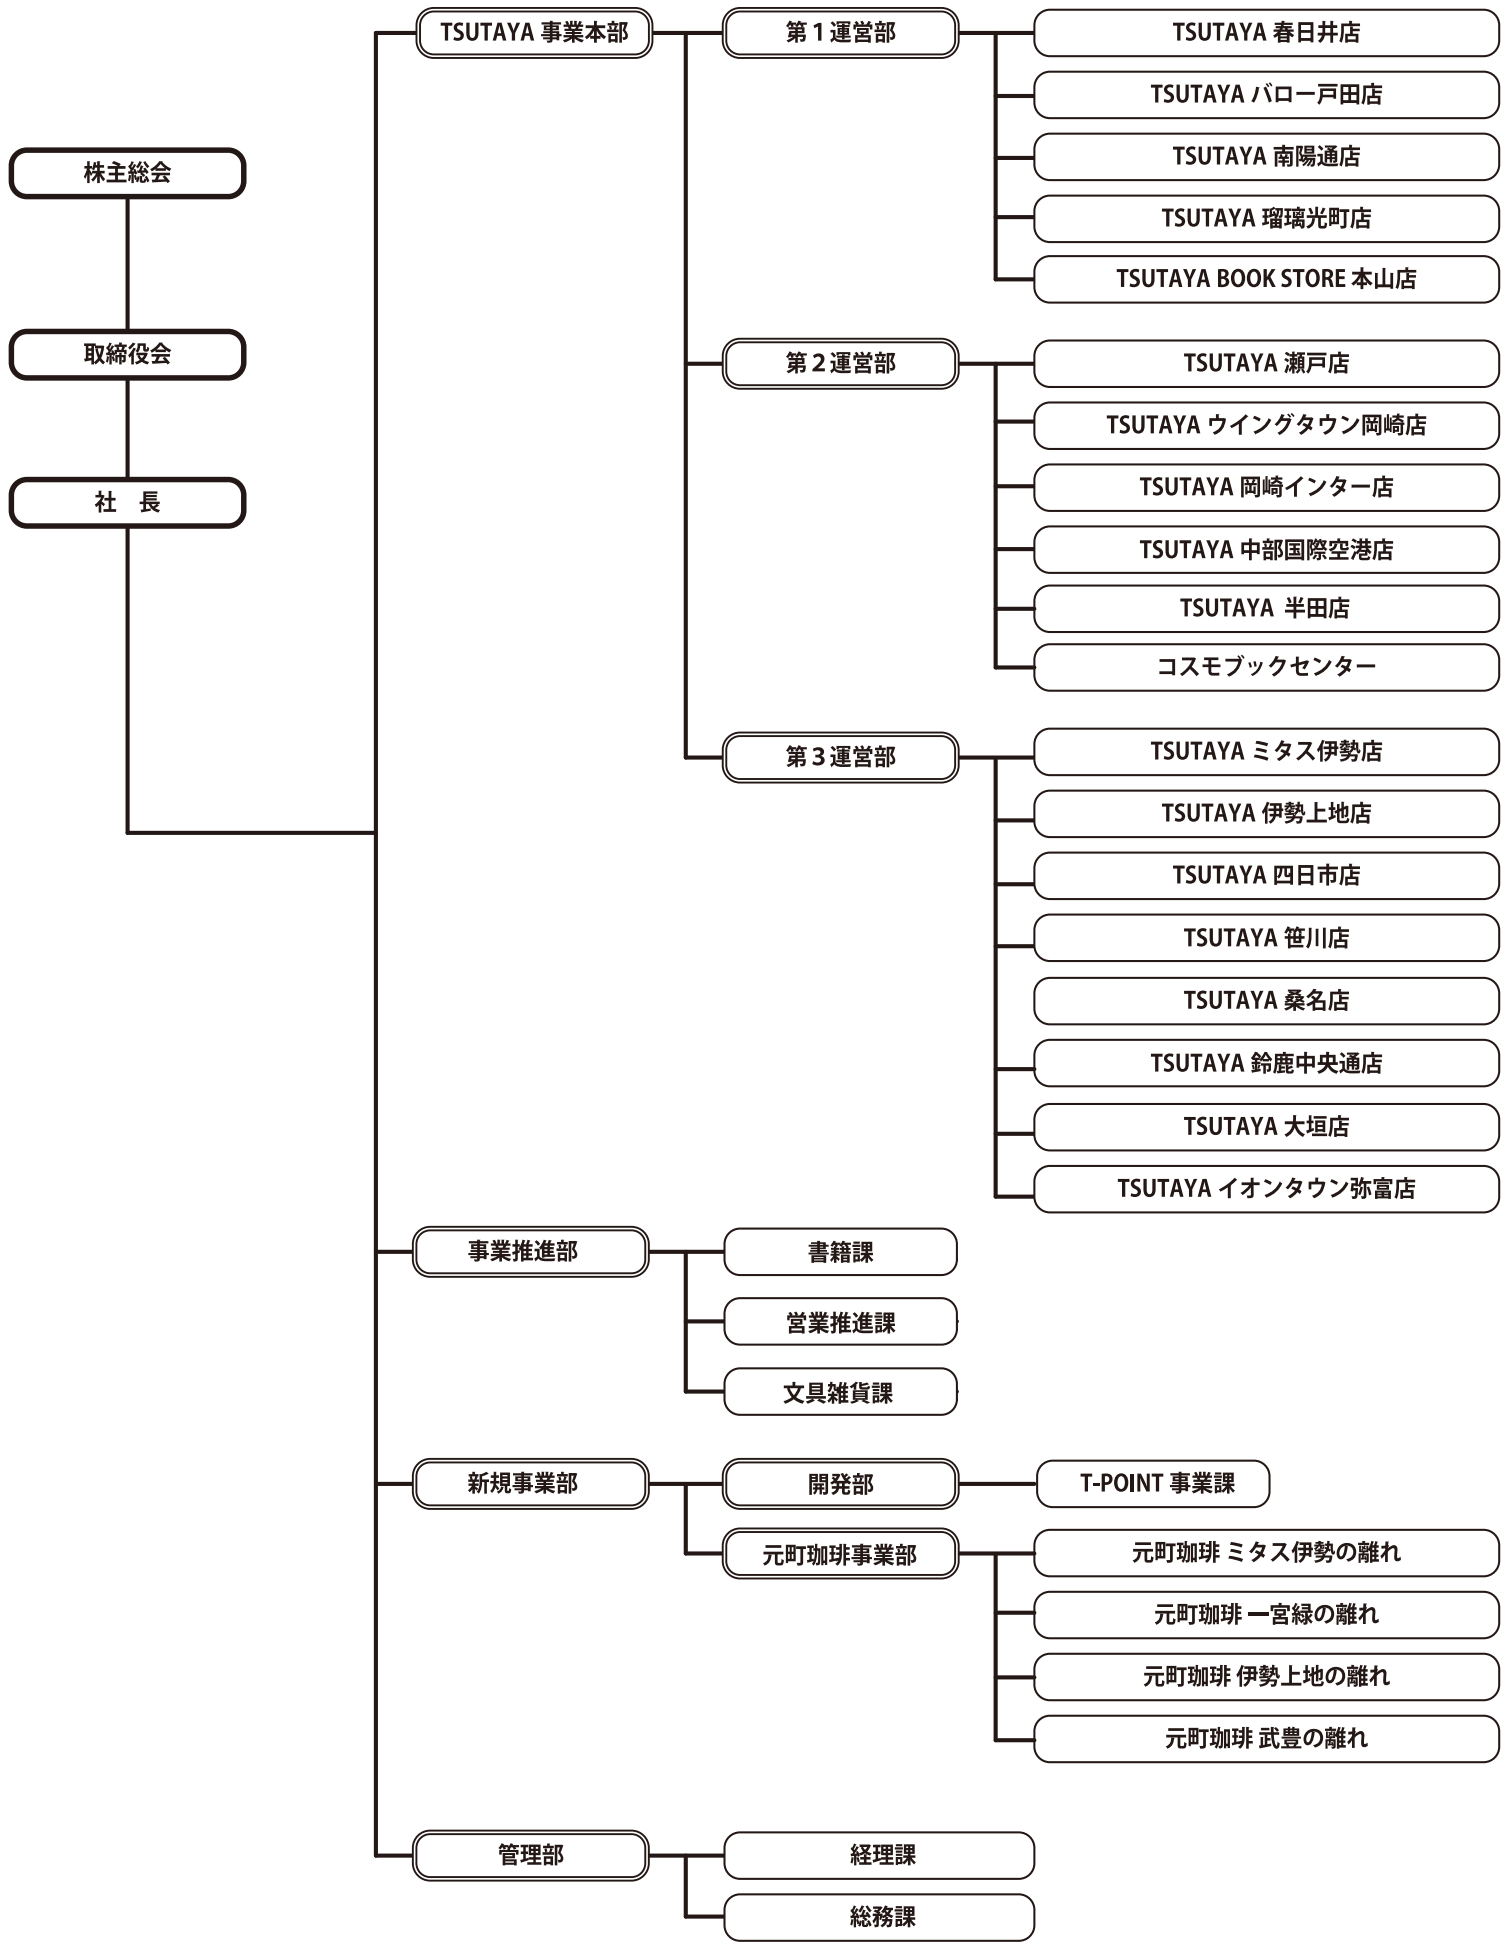 株主総会
取締役会
社　長
TSUTAYA 事業本部
第1運営部
TSUTAYA 春日井店
TSUTAYA バロー戸田店
TSUTAYA 南陽通店
TSUTAYA 瑠璃光町店
TSUTAYA BOOK STORE 本山店
第2運営部
TSUTAYA 瀬戸店
TSUTAYA ウイングタウン岡崎店
TSUTAYA 岡崎インター店
TSUTAYA 中部国際空港店
TSUTAYA 半田店
コスモブックセンター
第3運営部
TSUTAYA ミタス伊勢店
TSUTAYA 伊勢上地店
TSUTAYA 四日市店
TSUTAYA 笹川店
TSUTAYA 桑名店
TSUTAYA 鈴鹿中央通店
TSUTAYA 大垣店
TSUTAYA イオンタウン弥富店
事業推進部
書籍課
営業推進課
文具雑貨課
新規事業部
開発部
T-POINT 事業課
元町珈琲事業部
元町珈琲 ミタス伊勢の離れ
元町珈琲 一宮緑の離れ
元町珈琲 伊勢上地の離れ
元町珈琲 武豊の離れ
管理部
経理課
総務課